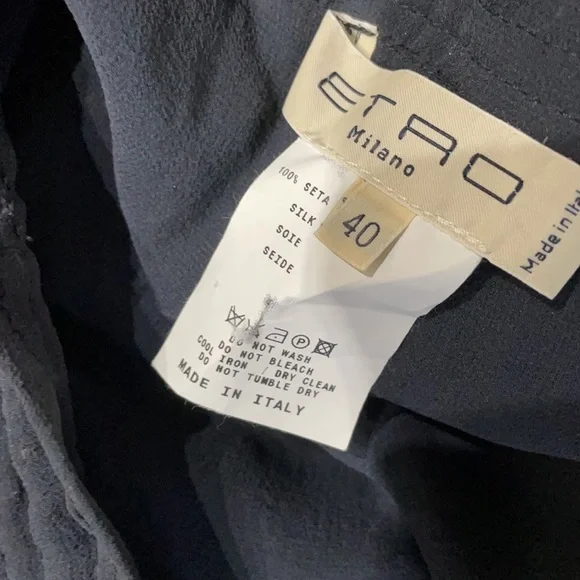 ETRO
Milano
Made in Ita
40
100% SETA
SILK
SOIE
SEIDE
DO NOT WASH
DO NOT BLEACH
COOL IRON / DRY CLEAN
DO NOT TUMBLE DRY
MADE IN ITALY